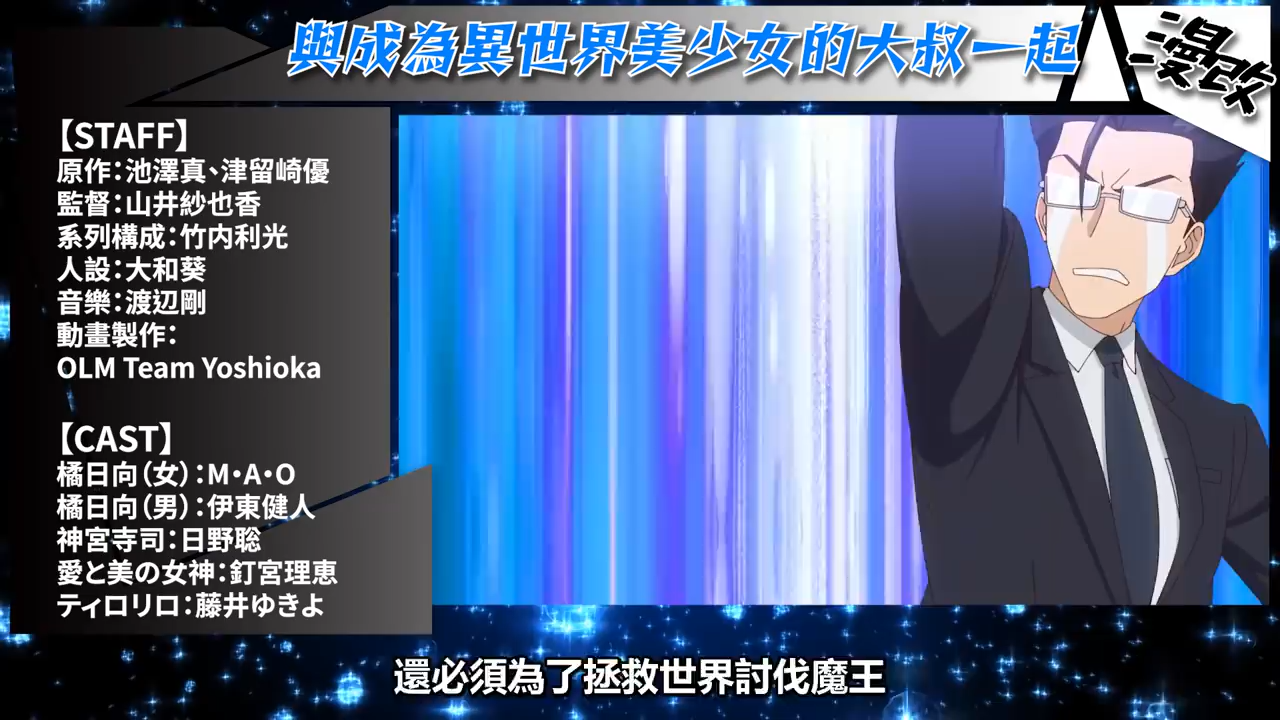 與成為異世界美少女的大叔一起
漫改
【STAFF】
原作：池澤真、津留崎優
監督：山井紗也香
系列構成：竹内利光
人設：大和葵
音樂：渡辺剛
動畫製作：
OLM Team Yoshioka
【CAST】
橘日向（女）：M・A・O
橘日向（男）：伊東健人
神宮寺司：日野聡
愛と美の女神：釘宮理恵
ティロリロ：藤井ゆきよ
還必須為了拯救世界討伐魔王